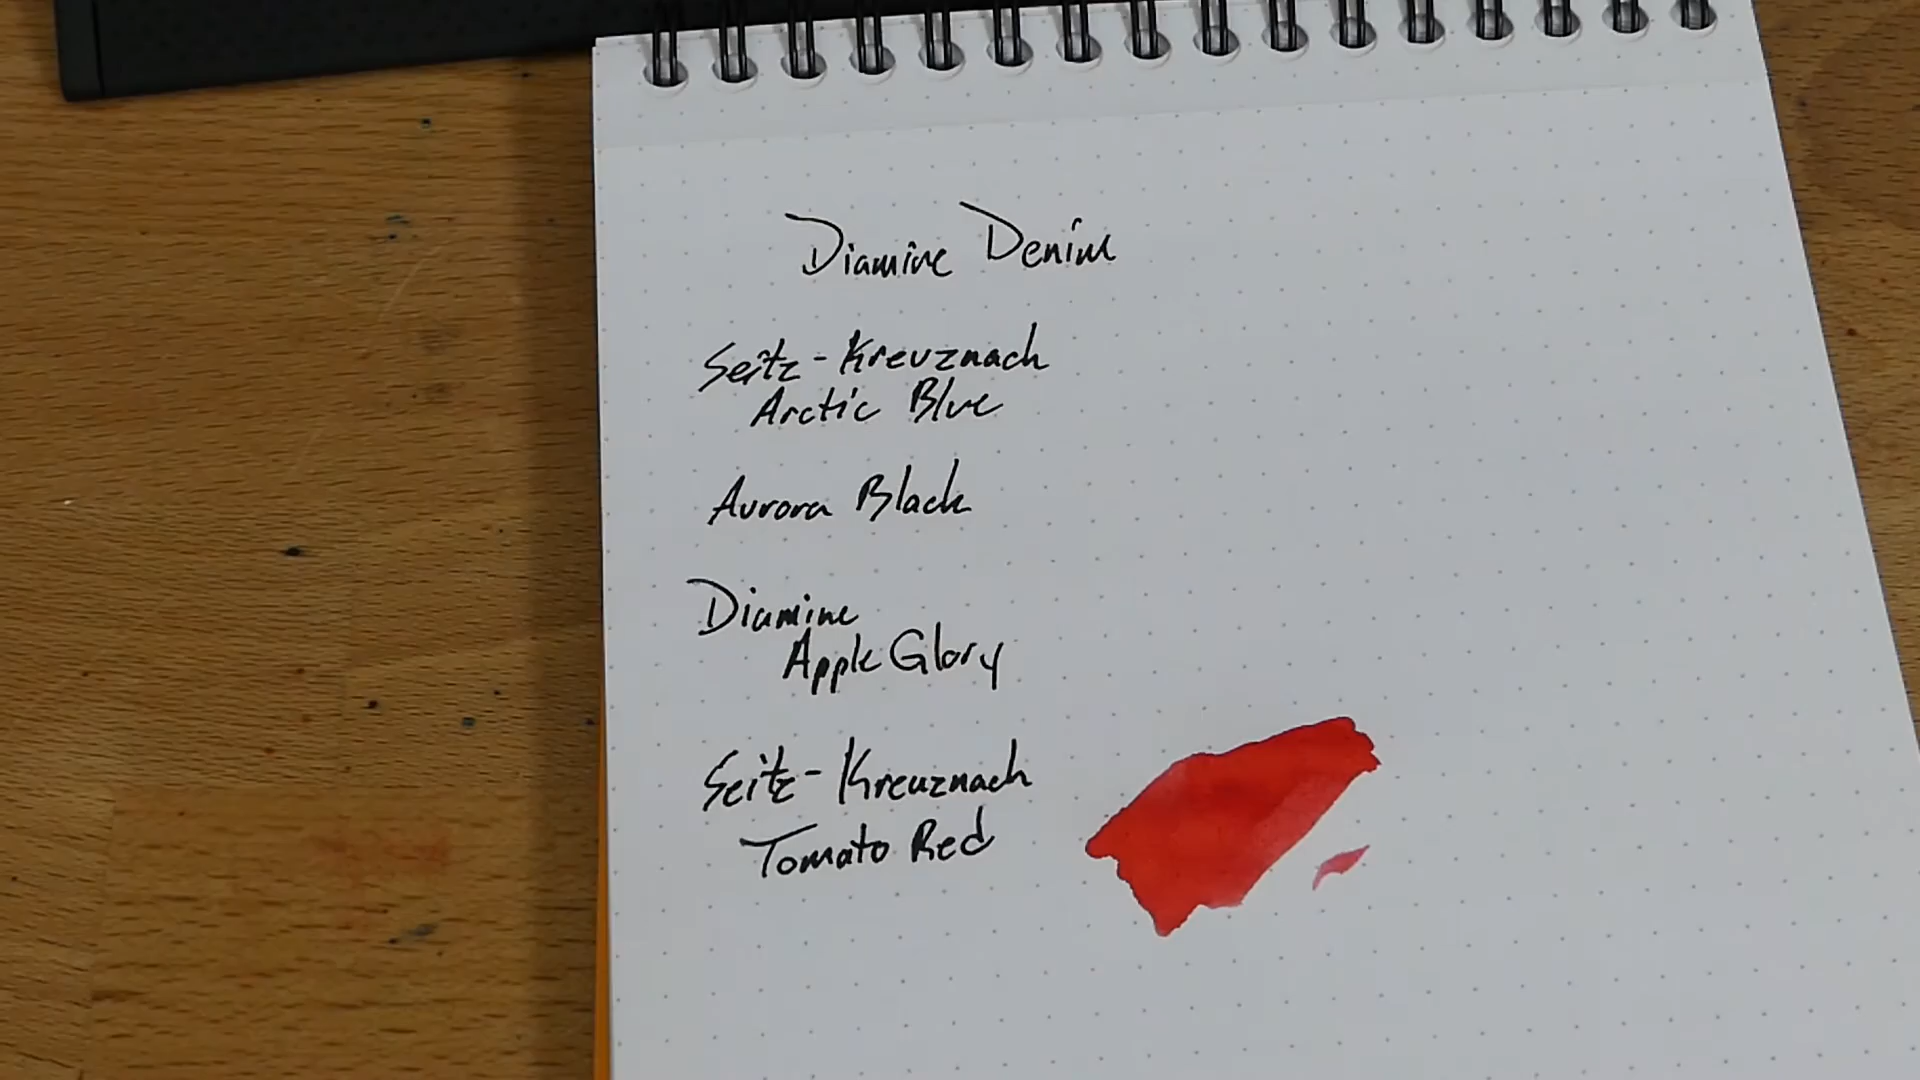 Diamine Denim
Seitz-Kreuznach
Arctic Blue
Aurora Black
Diamine
Apple Glory
Seitz-Kreuznach
Tomato Red